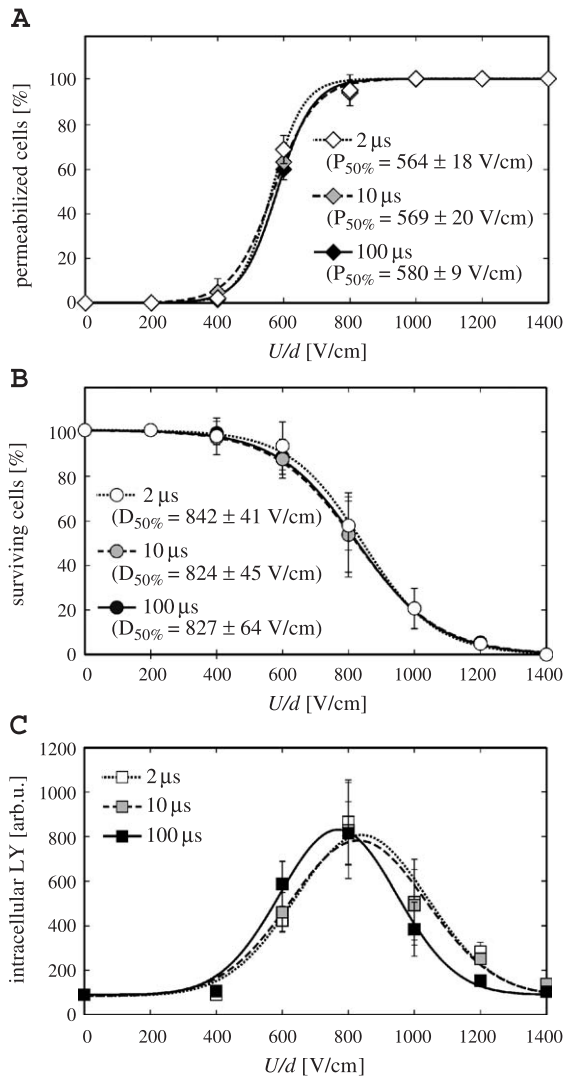 A
permeabilized cells [%]
100
80
60
40
20
0
2 µs
(P50% = 564 ± 18 V/cm)
10 µs
(P50% = 569 ± 20 V/cm)
100 µs
(P50% = 580 ± 9 V/cm)
0 200 400 600 800 1000 1200 1400
U/d [V/cm]
B
surviving cells [%]
100
80
60
40
20
0
2 µs
(D50% = 842 ± 41 V/cm)
10 µs
(D50% = 824 ± 45 V/cm)
100 µs
(D50% = 827 ± 64 V/cm)
0 200 400 600 800 1000 1200 1400
U/d [V/cm]
C
intracellular LY [arb.u.]
1200
1000
800
600
400
200
0
2 µs
10 µs
100 µs
0 200 400 600 800 1000 1200 1400
U/d [V/cm]